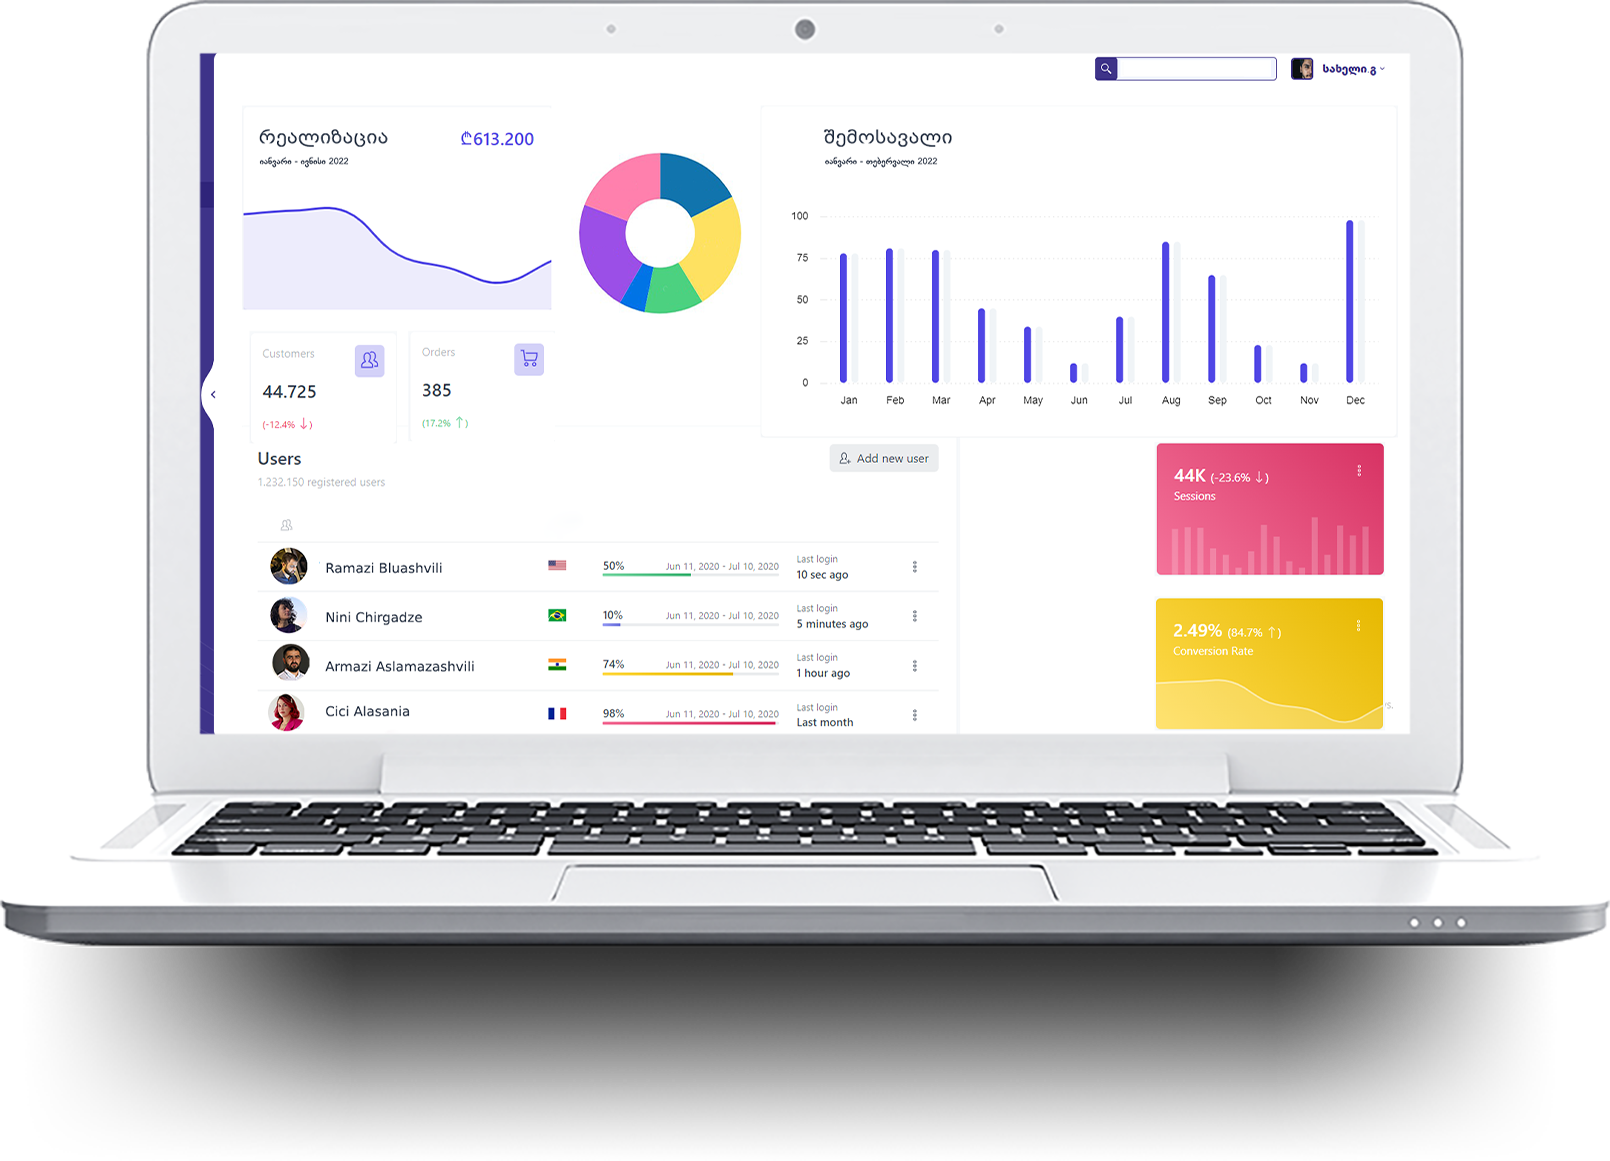 სახელი.გ
რეალიზაცია
₾613.200
იანვარი - ივნისი 2022
შემოსავალი
იანვარი - თებერვალი 2022
100
75
50
25
0
Jan Feb Mar Apr May Jun Jul Aug Sep Oct Nov Dec
Customers
44.725
(-12.4% ↓)
Orders
385
(17.2% ↑)
Users
1.232.150 registered users
Add new user
Ramazi Bluashvili
50%
Jun 11, 2020 - Jul 10, 2020
Last login
10 sec ago
Nini Chirgadze
10%
Jun 11, 2020 - Jul 10, 2020
Last login
5 minutes ago
Armazi Aslamazashvili
74%
Jun 11, 2020 - Jul 10, 2020
Last login
1 hour ago
Cici Alasania
98%
Jun 11, 2020 - Jul 10, 2020
Last login
Last month
44K (-23.6% ↓)
Sessions
2.49% (84.7% ↑)
Conversion Rate